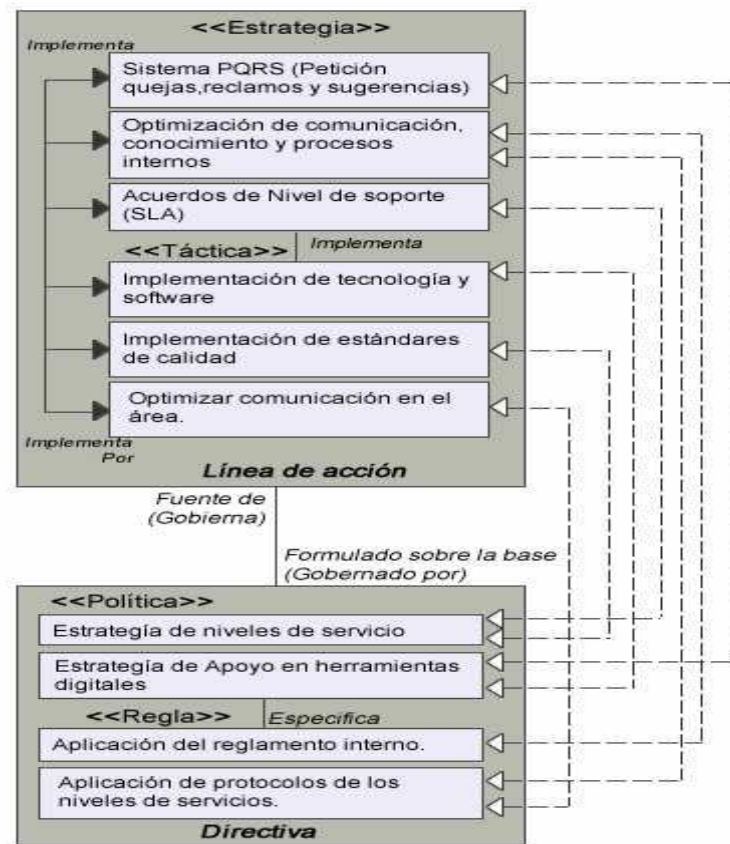 <<Estrategia>>
Implementa
Sistema PQRS (Petición
quejas,reclamos y sugerencias)
Optimización de comunicación,
conocimiento y procesos
internos
Acuerdos de Nivel de soporte
(SLA)
<<Táctica>>
Implementa
Implementación de tecnología y
software
Implementación de estándares
de calidad
Optimizar comunicación en el
área.
Implementa
Por
Línea de acción
Fuente de
(Gobierna)
Formulado sobre la base
(Gobernado por)
<<Política>>
Estrategía de niveles de servicio
Estrategía de Apoyo en herramientas
digitales
<<Regla>>
Especifica
Aplicación del reglamento interno.
Aplicación de protocolos de los
niveles de servicios.
Directiva